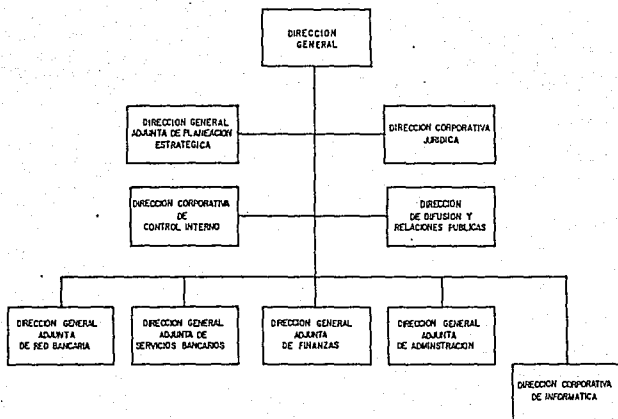 DIRECCION
GENERAL
DIRECCION GENERAL
ADJUNTA DE PLANEACION
ESTRATEGICA
DIRECCION CORPORATIVA
JURIDICA
DIRECCION CORPORATIVA
DE
CONTROL INTERNO
DIRECCION
DE DIFUSION Y
RELACIONES PUBLICAS
DIRECCION GENERAL
ADJUNTA
DE RED BANCARIA
DIRECCION GENERAL
ADJUNTA DE
SERVICIOS BANCARIOS
DIRECCION GENERAL
ADJUNTA
DE FINANZAS
DIRECCION GENERAL
ADJUNTA
DE ADMINSTRACION
DIRECCION CORPORATIVA
DE INFORMATICA